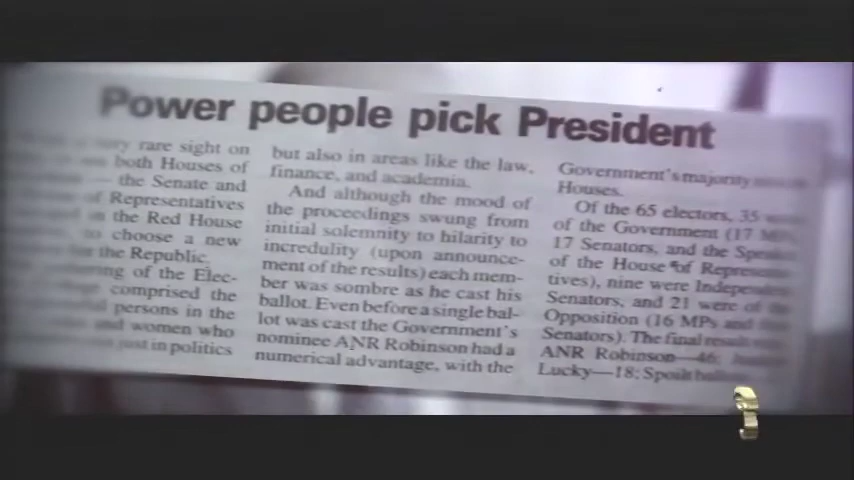 Power people pick President
rare sight on
both Houses of
the Senate and
Representatives
the Red House
choose a new
the Republic.
of the Elec-
comprised the
persons in the
and women who
in politics
but also in areas like the law,
finance, and academia.
And although the mood of
the proceedings swung from
initial solemnity to hilarity to
incredulity (upon announce-
ment of the results) each mem-
ber was sombre as he cast his
ballot. Even before a single bal-
lot was cast the Government's
nominee ANR Robinson had a
numerical advantage, with the
Government's majority
Houses.
Of the 65 electors, 35
of the Government (17
17 Senators, and the
of the House of
tives), nine were
Senators, and 21 were of
Opposition (16 MPs and
Senators). The final result
ANR Robinson—46;
Lucky—18; Spoilt